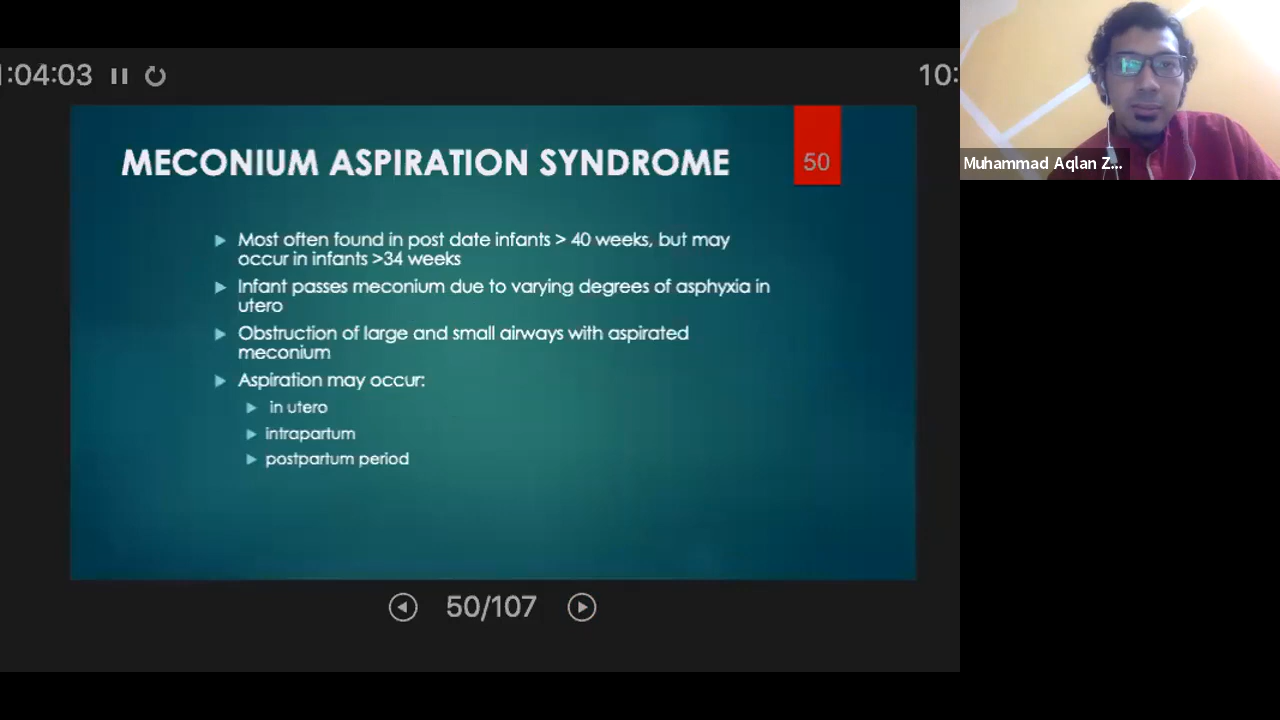 1:04:03
10:
MECONIUM ASPIRATION SYNDROME
50
Most often found in post date infants > 40 weeks, but may
occur in infants >34 weeks
Infant passes meconium due to varying degrees of asphyxia in
utero
Obstruction of large and small airways with aspirated
meconium
Aspiration may occur:
in utero
intrapartum
postpartum period
50/107
Muhammad Aqlan Z...